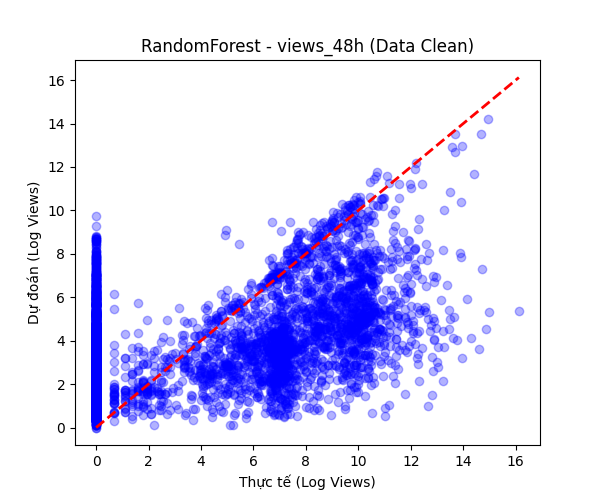 RandomForest - views_48h (Data Clean)
16
14
12
10
8
6
4
2
0
Dự đoán (Log Views)
0 2 4 6 8 10 12 14 16
Thực tế (Log Views)